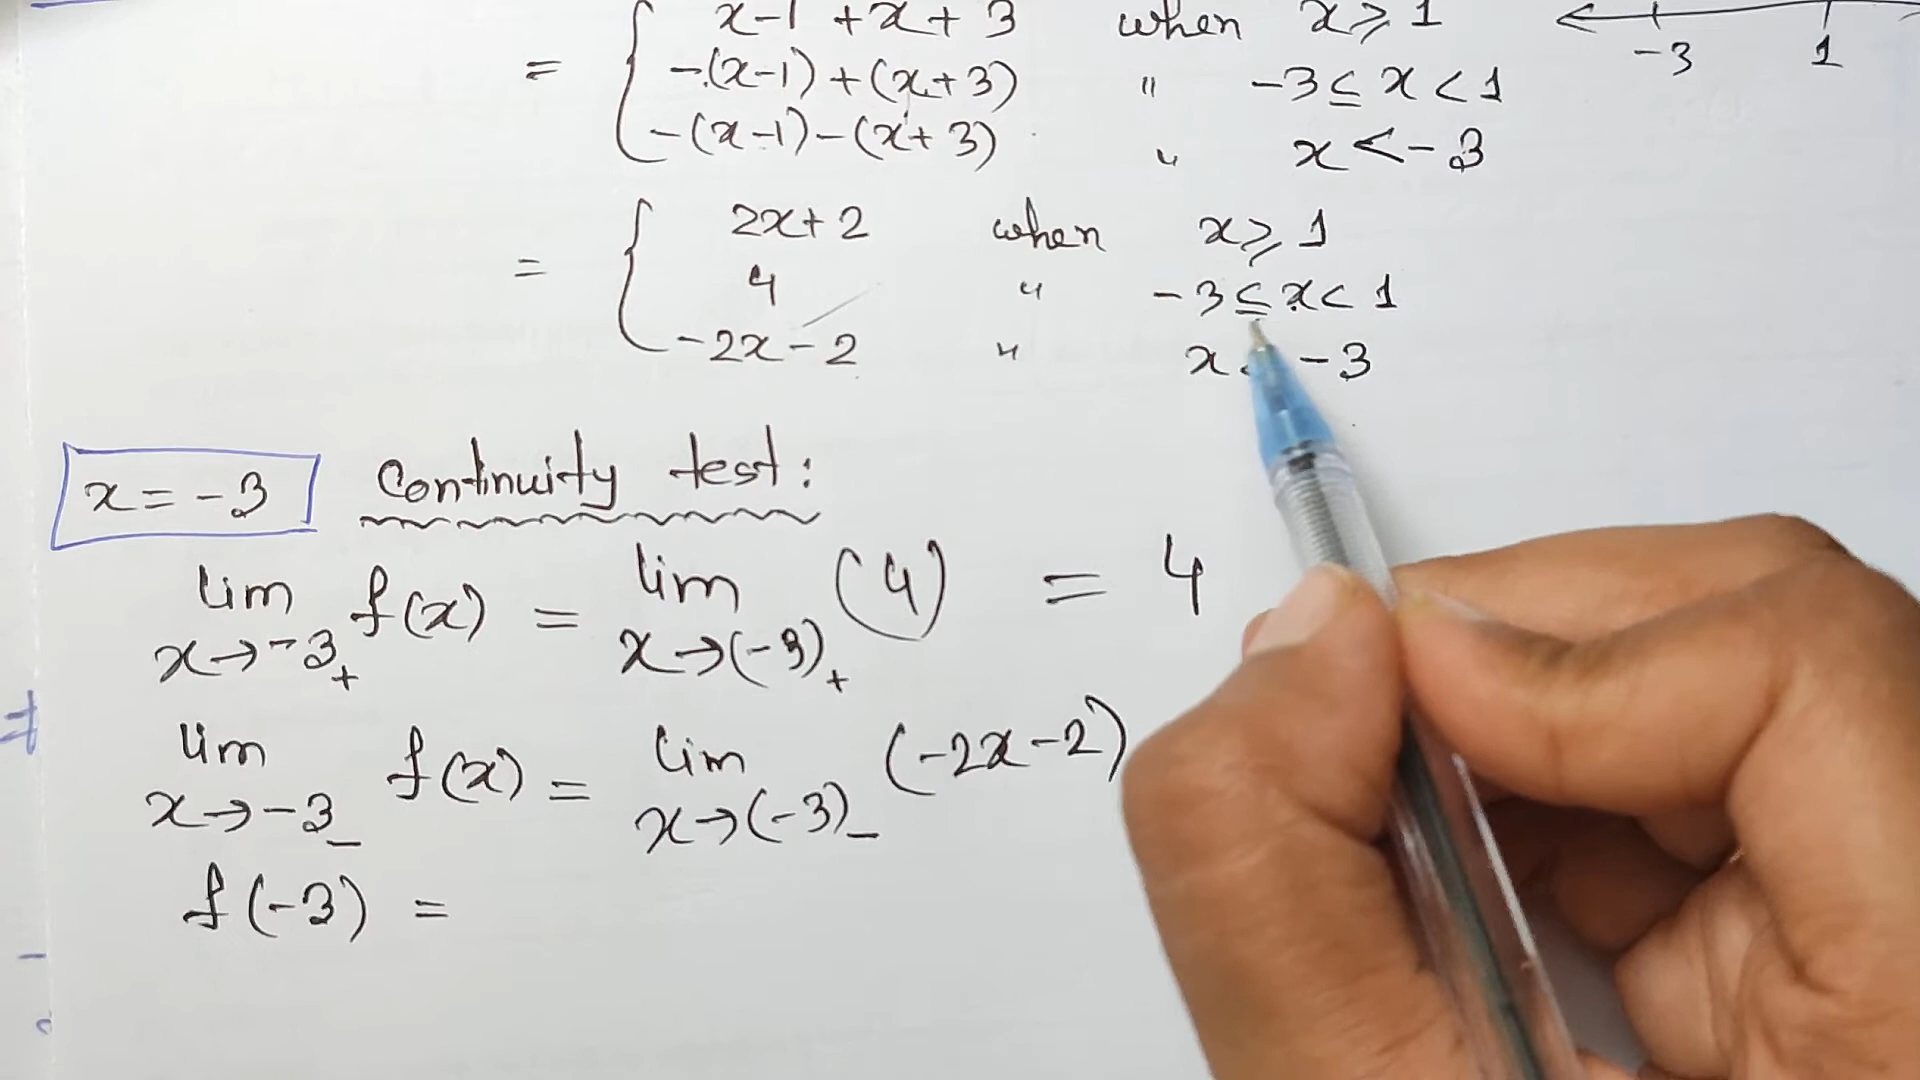 x-1 + x + 3 when x ≥ 1
= { -(x-1) + (x+3) " -3 ≤ x < 1
-(x-1) - (x+3) " x < -3
-3 1
2x+2 when x ≥ 1
= { 4 " -3 ≤ x < 1
-2x-2 " x < -3
x = -3 Continuity test:
lim x→-3+ f(x) = lim x→(-3)+ (4) = 4
lim x→-3- f(x) = lim x→(-3)- (-2x-2)
f(-3) =